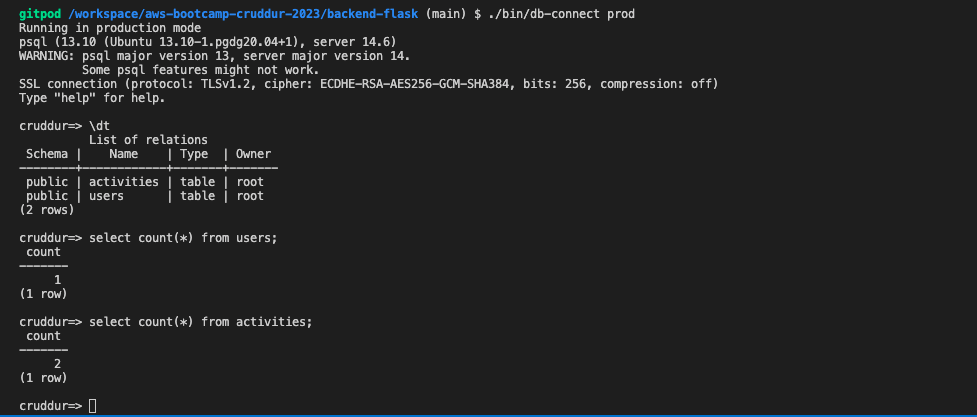 gitpod /workspace/aws-bootcamp-cruddur-2023/backend-flask (main) $ ./bin/db-connect prod
Running in production mode
psql (13.10 (Ubuntu 13.10-1.pgdg20.04+1), server 14.6)
WARNING: psql major version 13, server major version 14.
         Some psql features might not work.
SSL connection (protocol: TLSv1.2, cipher: ECDHE-RSA-AES256-GCM-SHA384, bits: 256, compression: off)
Type "help" for help.

cruddur=> \dt
          List of relations
 Schema |    Name    | Type  | Owner
--------+------------+-------+-------
 public | activities | table | root
 public | users      | table | root
(2 rows)

cruddur=> select count(*) from users;
 count
-------
     1
(1 row)

cruddur=> select count(*) from activities;
 count
-------
     2
(1 row)

cruddur=>